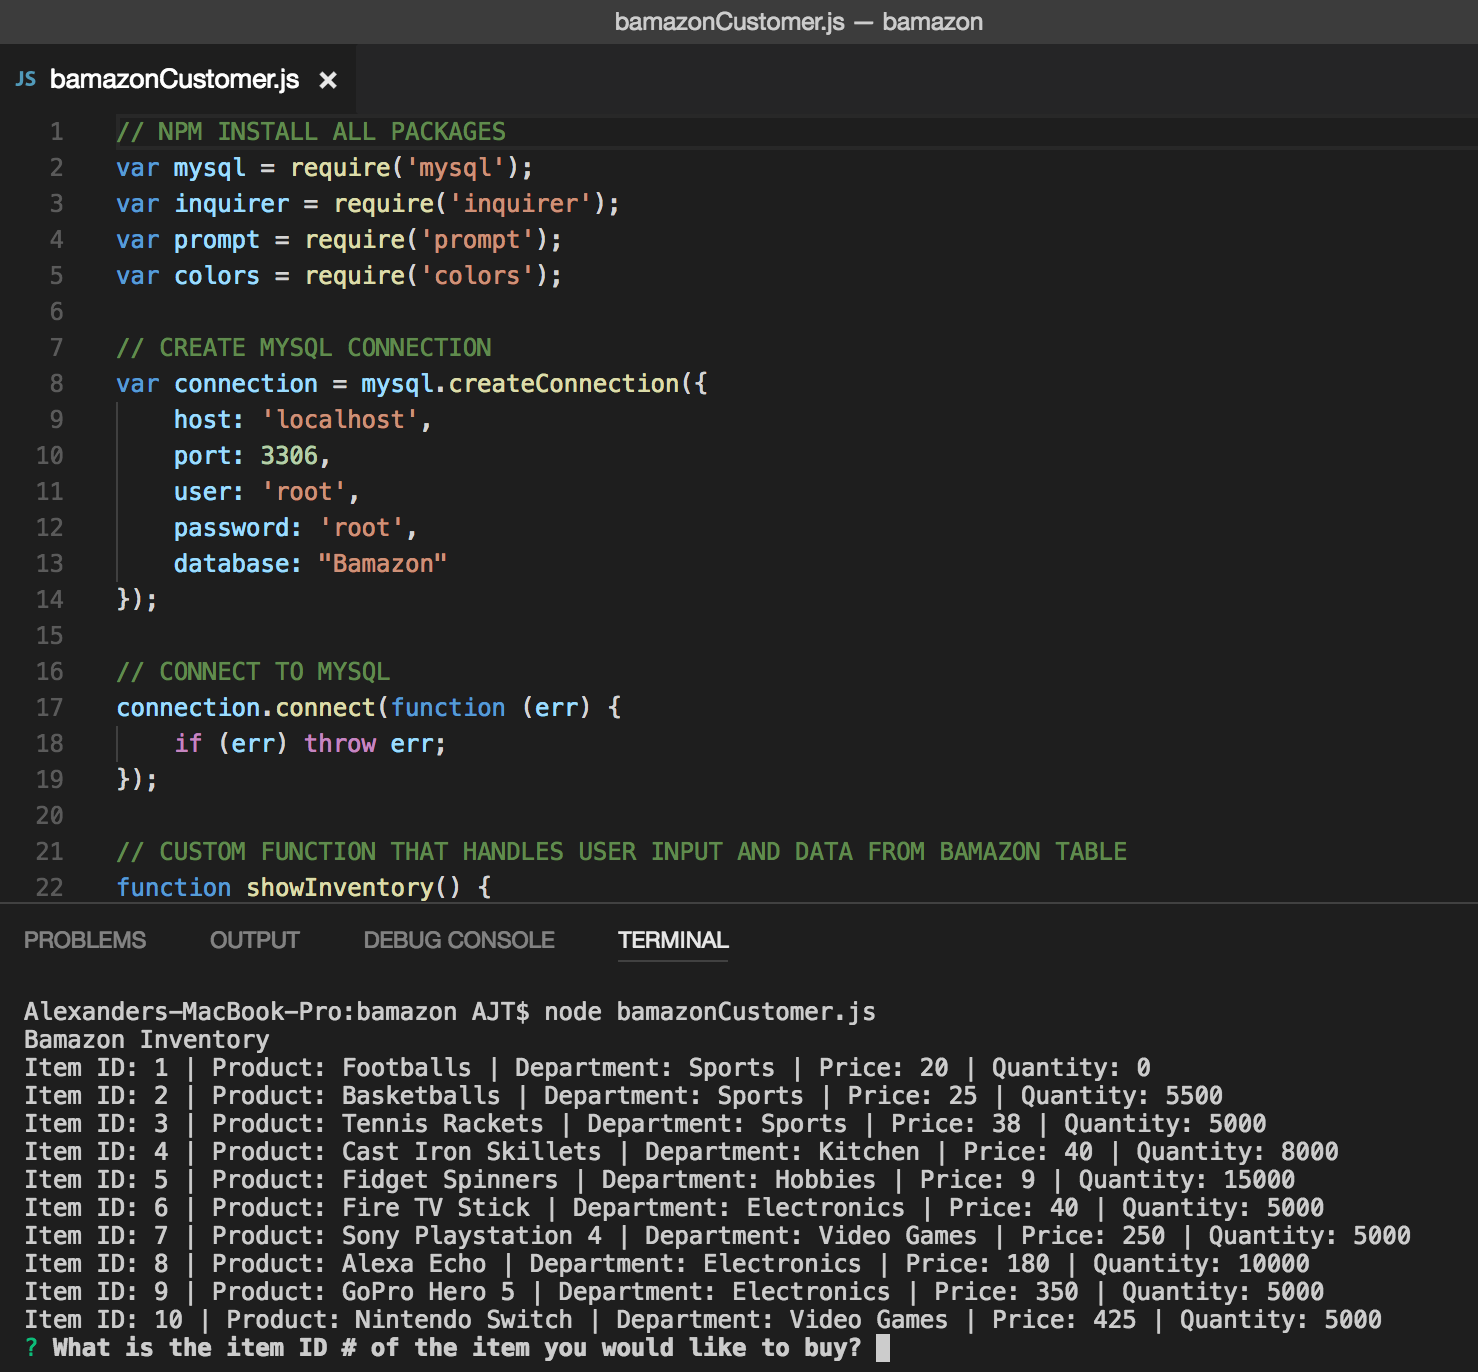 bamazonCustomer.js — bamazon
JS bamazonCustomer.js ×
1 // NPM INSTALL ALL PACKAGES
2 var mysql = require('mysql');
3 var inquirer = require('inquirer');
4 var prompt = require('prompt');
5 var colors = require('colors');
6
7 // CREATE MYSQL CONNECTION
8 var connection = mysql.createConnection({
9     host: 'localhost',
10     port: 3306,
11     user: 'root',
12     password: 'root',
13     database: "Bamazon"
14 });
15
16 // CONNECT TO MYSQL
17 connection.connect(function (err) {
18     if (err) throw err;
19 });
20
21 // CUSTOM FUNCTION THAT HANDLES USER INPUT AND DATA FROM BAMAZON TABLE
22 function showInventory() {
PROBLEMS OUTPUT DEBUG CONSOLE TERMINAL
Alexanders-MacBook-Pro:bamazon AJT$ node bamazonCustomer.js
Bamazon Inventory
Item ID: 1 | Product: Footballs | Department: Sports | Price: 20 | Quantity: 0
Item ID: 2 | Product: Basketballs | Department: Sports | Price: 25 | Quantity: 5500
Item ID: 3 | Product: Tennis Rackets | Department: Sports | Price: 38 | Quantity: 5000
Item ID: 4 | Product: Cast Iron Skillets | Department: Kitchen | Price: 40 | Quantity: 8000
Item ID: 5 | Product: Fidget Spinners | Department: Hobbies | Price: 9 | Quantity: 15000
Item ID: 6 | Product: Fire TV Stick | Department: Electronics | Price: 40 | Quantity: 5000
Item ID: 7 | Product: Sony Playstation 4 | Department: Video Games | Price: 250 | Quantity: 5000
Item ID: 8 | Product: Alexa Echo | Department: Electronics | Price: 180 | Quantity: 10000
Item ID: 9 | Product: GoPro Hero 5 | Department: Electronics | Price: 350 | Quantity: 5000
Item ID: 10 | Product: Nintendo Switch | Department: Video Games | Price: 425 | Quantity: 5000
? What is the item ID # of the item you would like to buy?